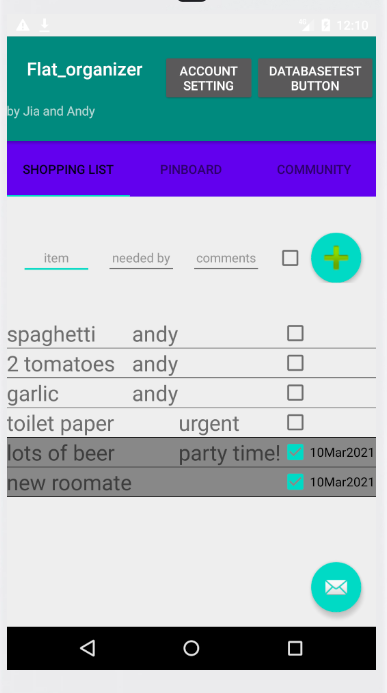 12:10
Flat_organizer
ACCOUNT SETTING
DATABASETEST BUTTON
by Jia and Andy
SHOPPING LIST PINBOARD COMMUNITY
item needed by comments
spaghetti andy
2 tomatoes andy
garlic andy
toilet paper urgent
lots of beer party time! 10Mar2021
new roomate 10Mar2021